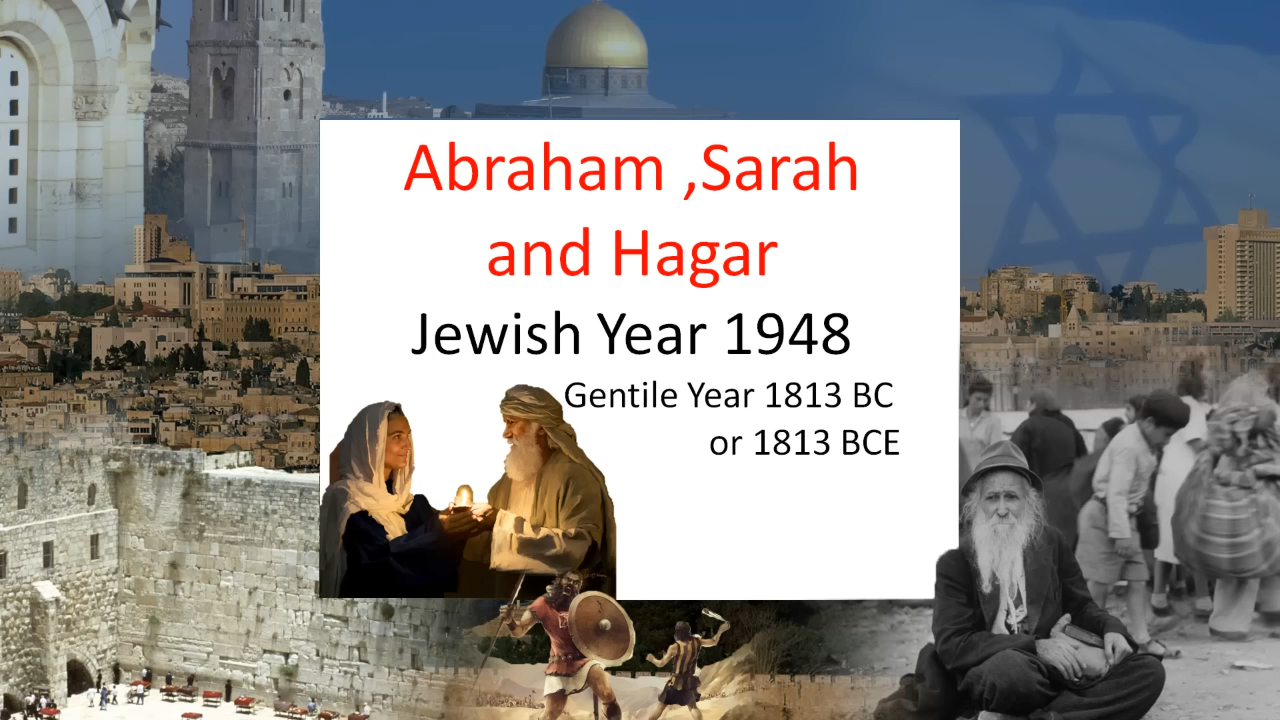 Abraham ,Sarah
and Hagar
Jewish Year 1948
Gentile Year 1813 BC
or 1813 BCE